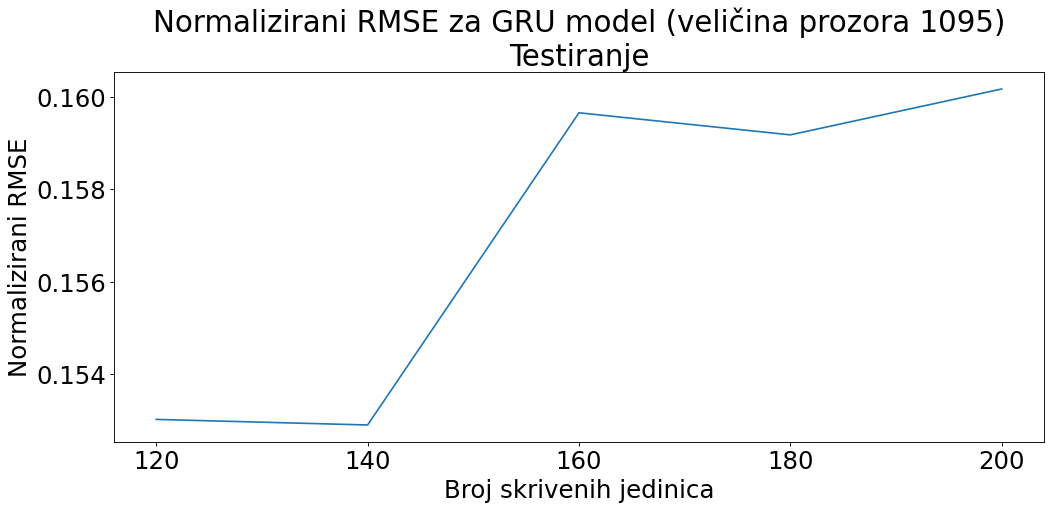 Normalizirani RMSE za GRU model (veličina prozora 1095)
Testiranje
Normalizirani RMSE
0.160
0.158
0.156
0.154
120 140 160 180 200
Broj skrivenih jedinica